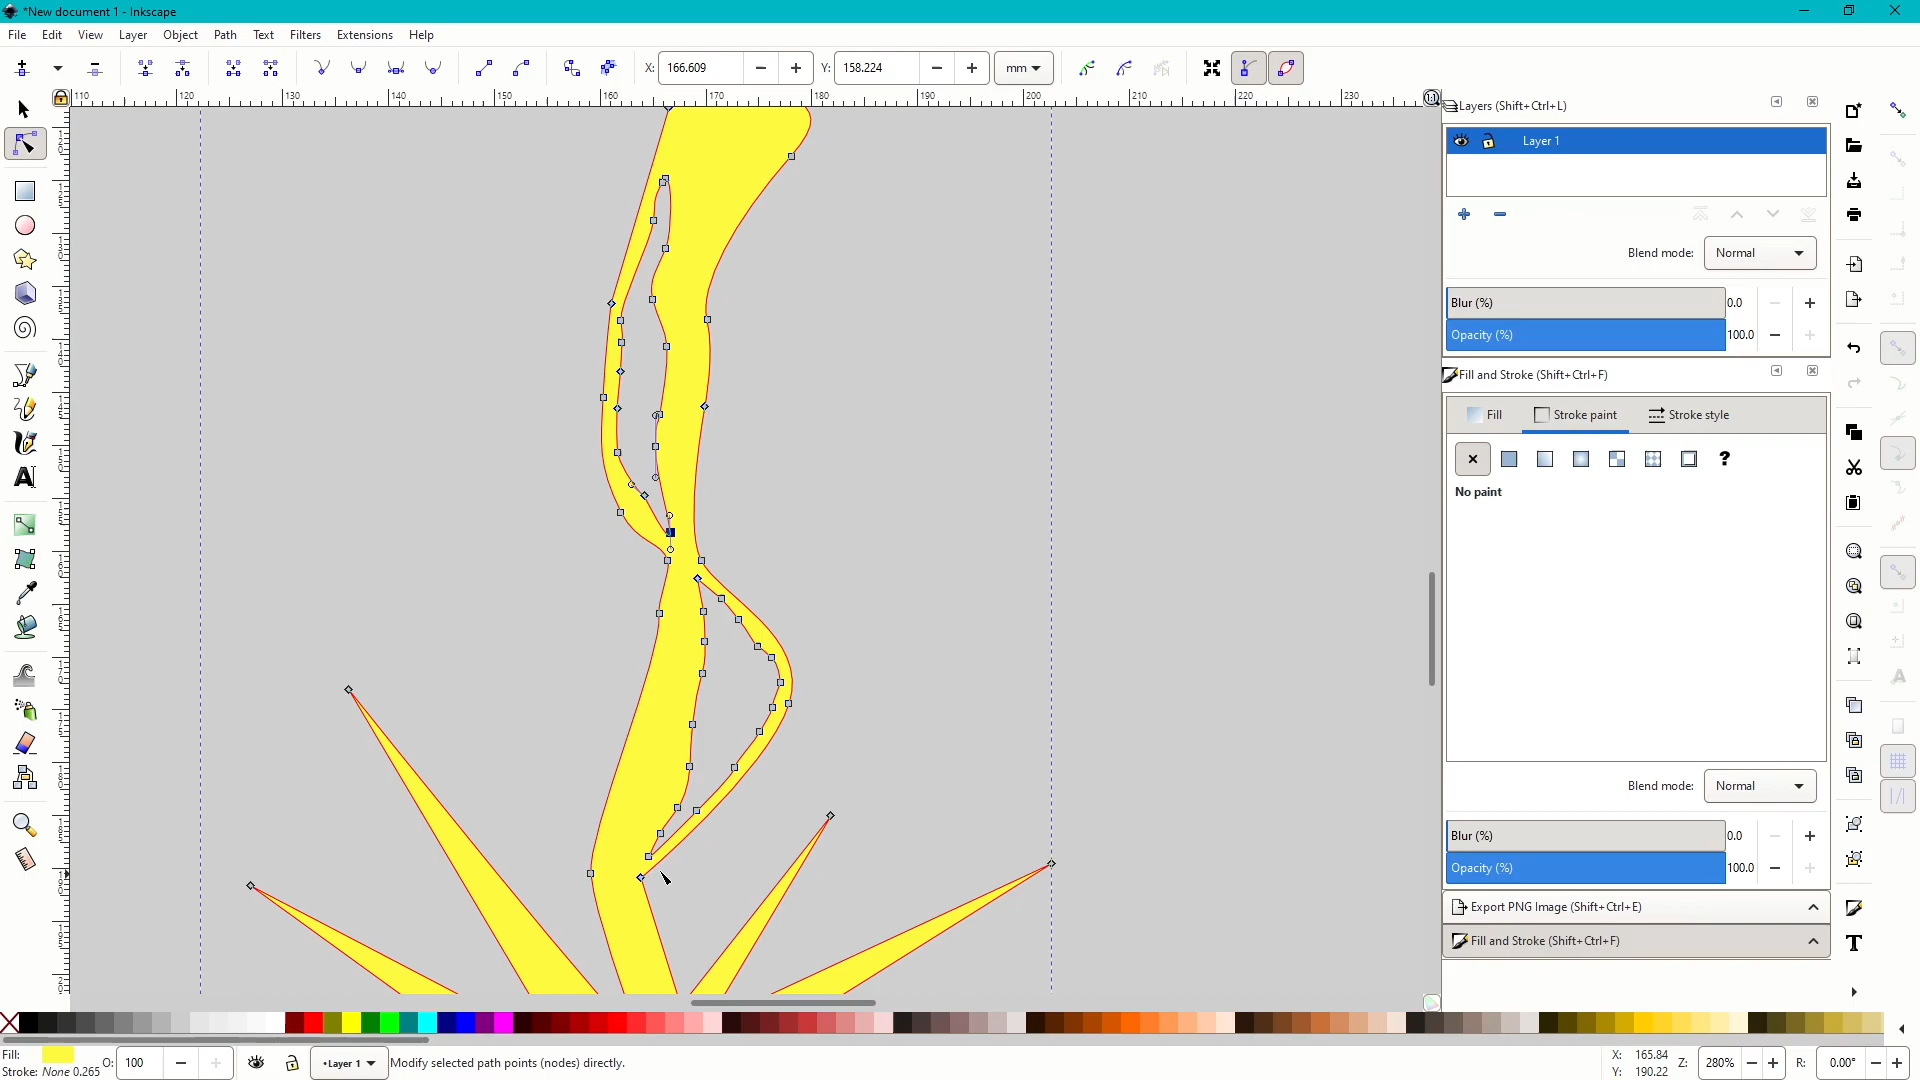 *New document 1 - Inkscape
File Edit View Layer Path Object Text Filters Extensions Help
X: 166.609 Y: 158.224 mm
110 120 130 140 150 160 170 180 190 200 210 220 230
Layers (Shift+Ctrl+L)
Layer 1
Blend mode: Normal
Blur (%) 0.0
Opacity (%) 100.0
Fill and Stroke (Shift+Ctrl+F)
Fill Stroke paint Stroke style
?
No paint
Blend mode: Normal
Blur (%) 0.0
Opacity (%) 100.0
Export PNG Image (Shift+Ctrl+E)
Fill and Stroke (Shift+Ctrl+F)
Fill: O: 100 •Layer 1 Modify selected path points (nodes) directly. X: 165.84 Z: 280% R: 0.00°
Stroke: None 0.265 Y: 190.22